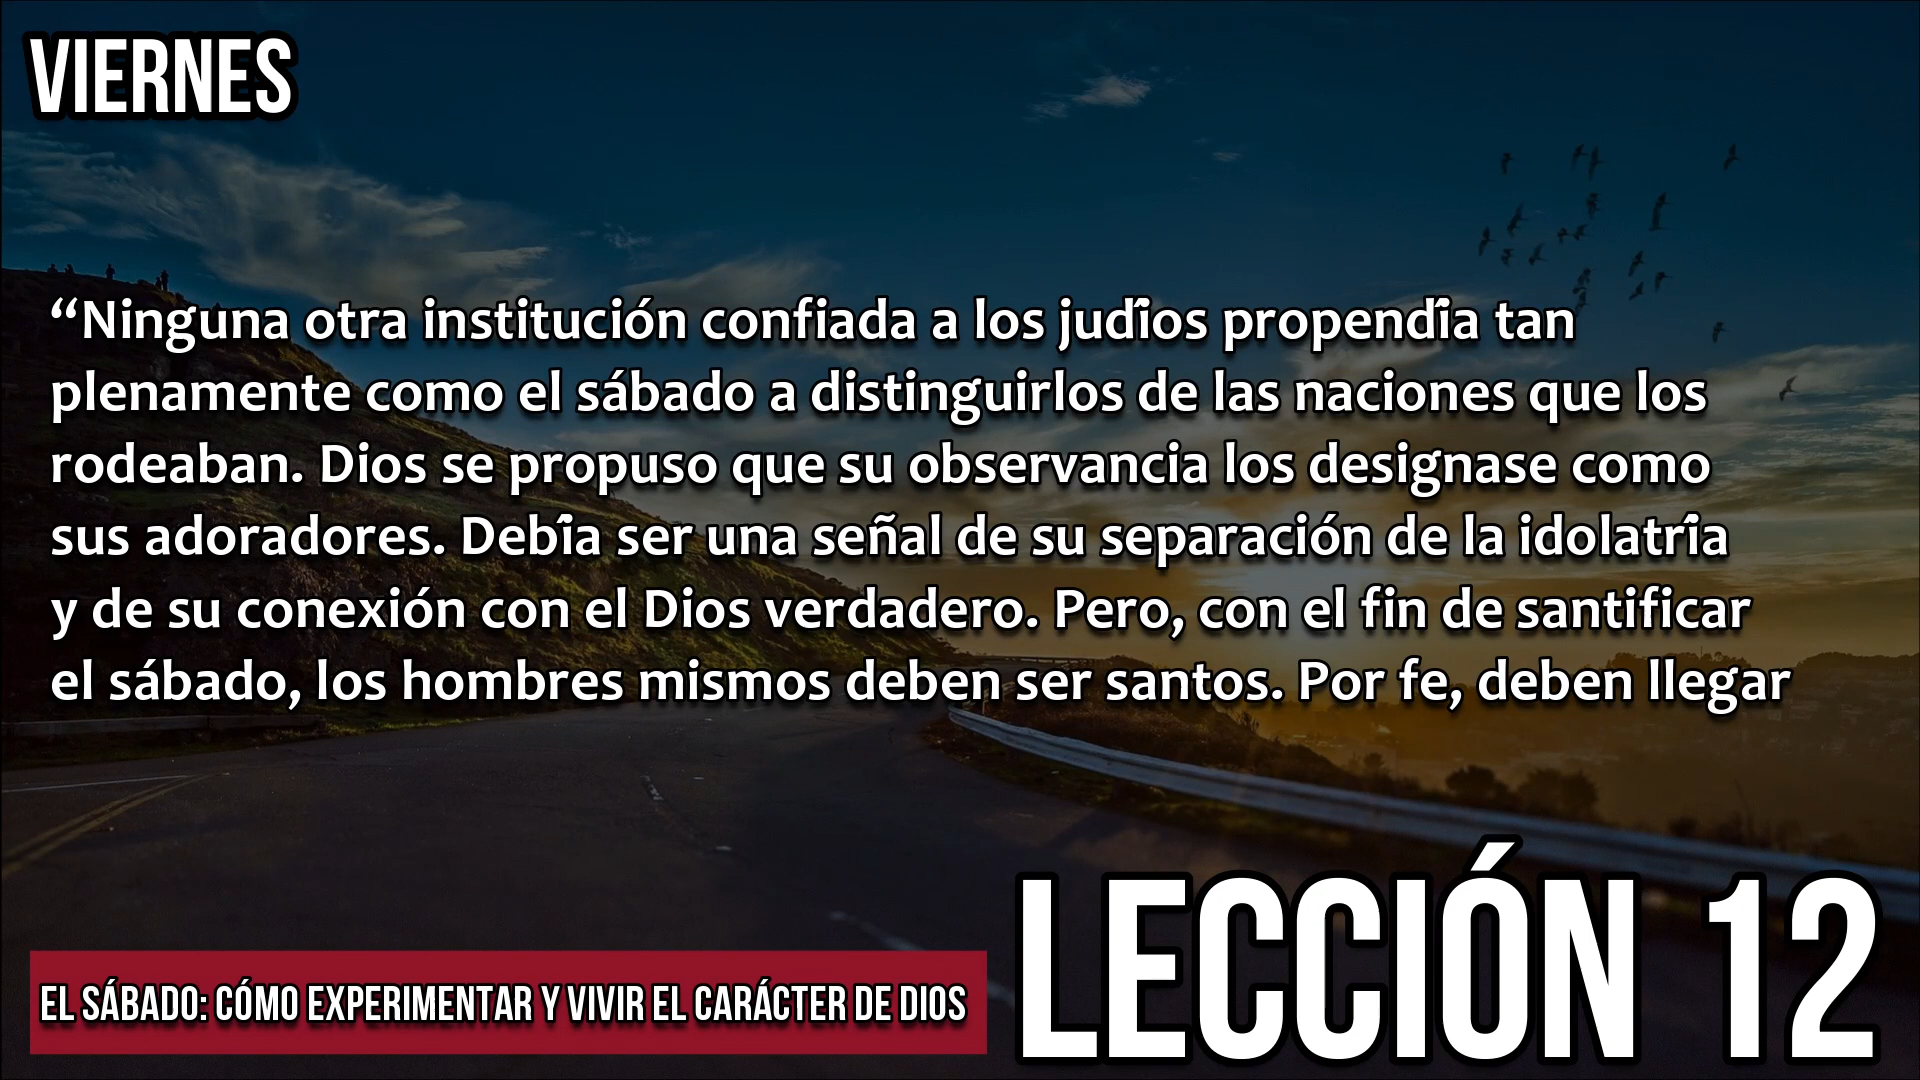 VIERNES
“Ninguna otra institución confiada a los judíos propendía tan
plenamente como el sábado a distinguirlos de las naciones que los
rodeaban. Dios se propuso que su observancia los designase como
sus adoradores. Debía ser una señal de su separación de la idolatría
y de su conexión con el Dios verdadero. Pero, con el fin de santificar
el sábado, los hombres mismos deben ser santos. Por fe, deben llegar
LECCIÓN 12
EL SÁBADO: CÓMO EXPERIMENTAR Y VIVIR EL CARÁCTER DE DIOS